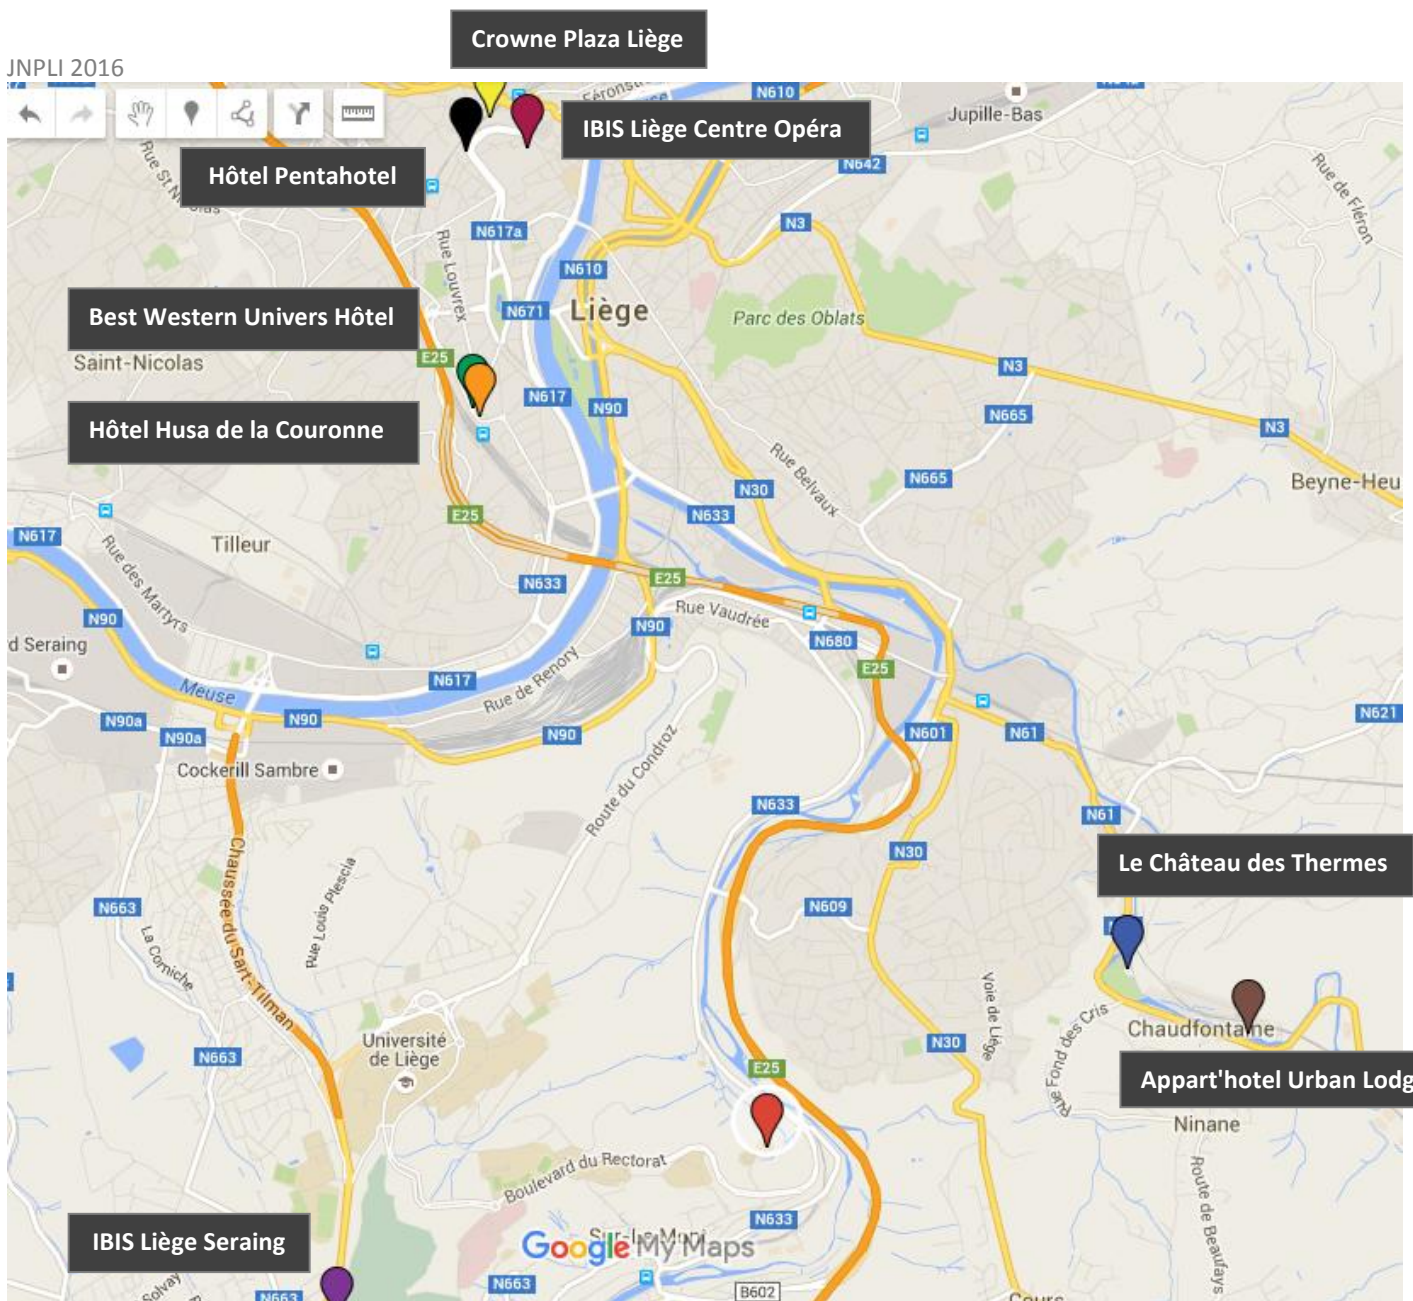 Crowne Plaza Liège
JNPLI 2016
N610
Jupille-Bas
IBIS Liège Centre Opéra
N642
Hôtel Pentahotel
Rue de Fléron
N617a
N3
Rue Louvrex
N610
Best Western Univers Hôtel
N671
Liège
Parc des Oblats
Saint-Nicolas
E25
N3
N617
N90
N665
Hôtel Husa de la Couronne
N3
Rue Belvaux
N665
Beyne-Heu
N30
E25
N633
N617
Tilleur
Rue des Martyrs
N633
E25
Rue Vaudrée
N90
N90
N680
d Seraing
E25
Meuse
N617
Rue de Renory
N90a
N90
N90
N621
N90a
N601
N61
Cockerill Sambre
Route du Condroz
N633
N61
Chaussée du Sart-Tilman
N30
Le Château des Thermes
Rue Louis Plescia
N663
N609
La Corniche
Voie de Liège
Chaudfontaine
Rue Fond des Cris
Université
de Liège
N663
N30
E25
Appart'hotel Urban Lodg
Ninane
Boulevard du Rectorat
Route de Beaufays
IBIS Liège Seraing
N633
Google My Maps
Solvay
N663
N663
B602